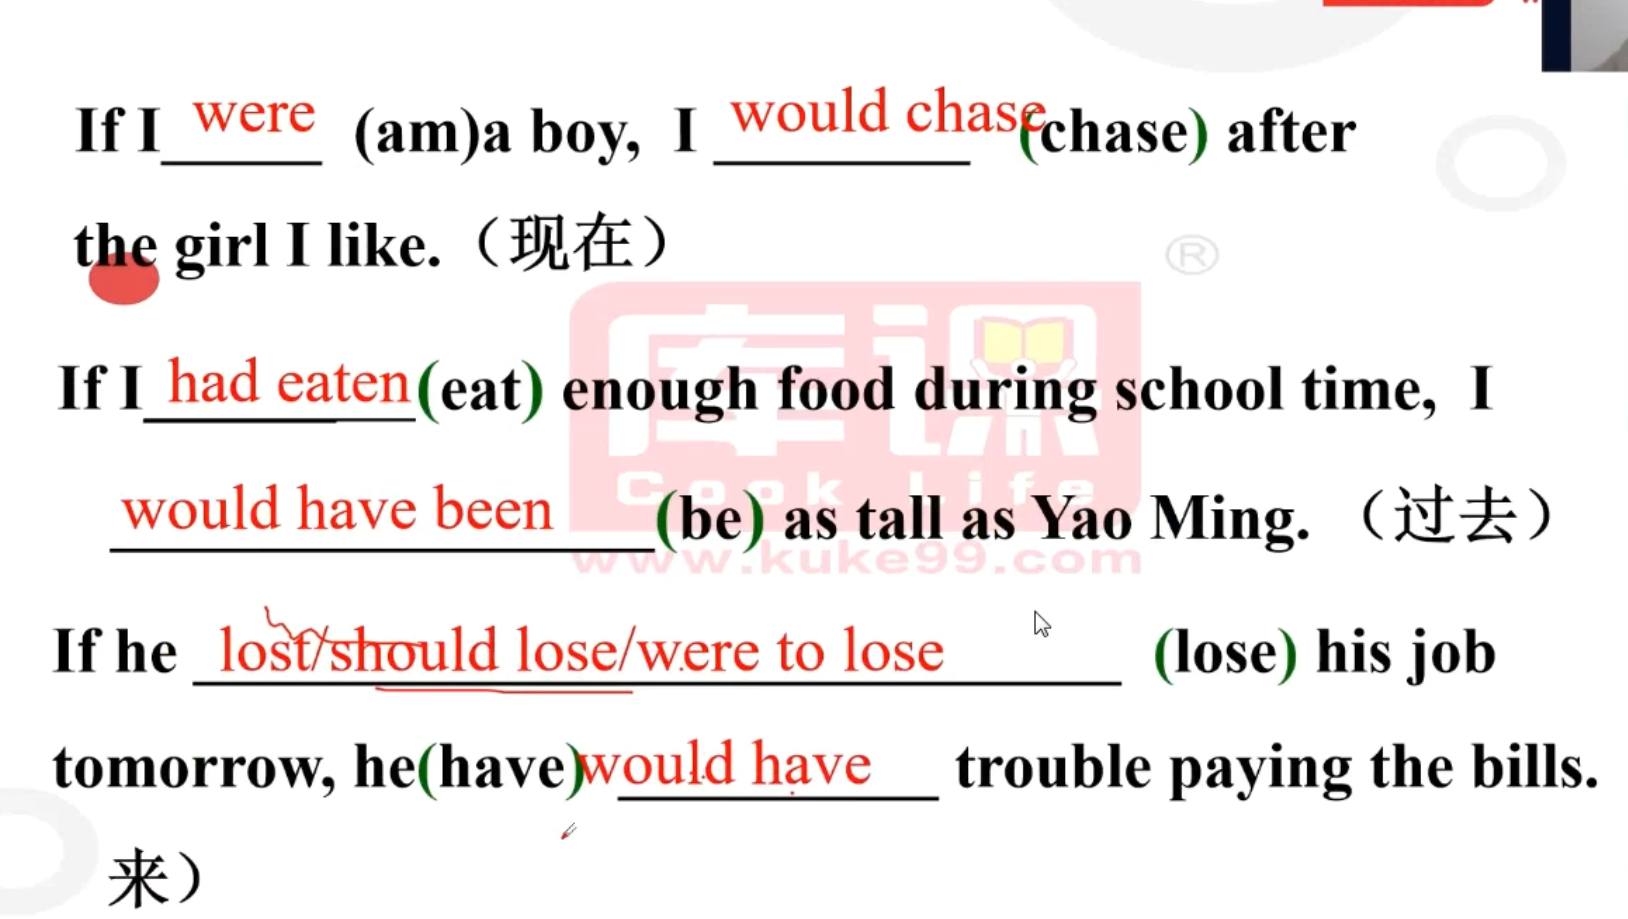 If I were (am)a boy, I would chase (chase) after
the girl I like.（现在）
®
库课
Cook Life
www.kuke99.com
If I had eaten (eat) enough food during school time, I
would have been (be) as tall as Yao Ming.（过去）
If he lost/should lose/were to lose (lose) his job
tomorrow, he(have) would have trouble paying the bills.
来）